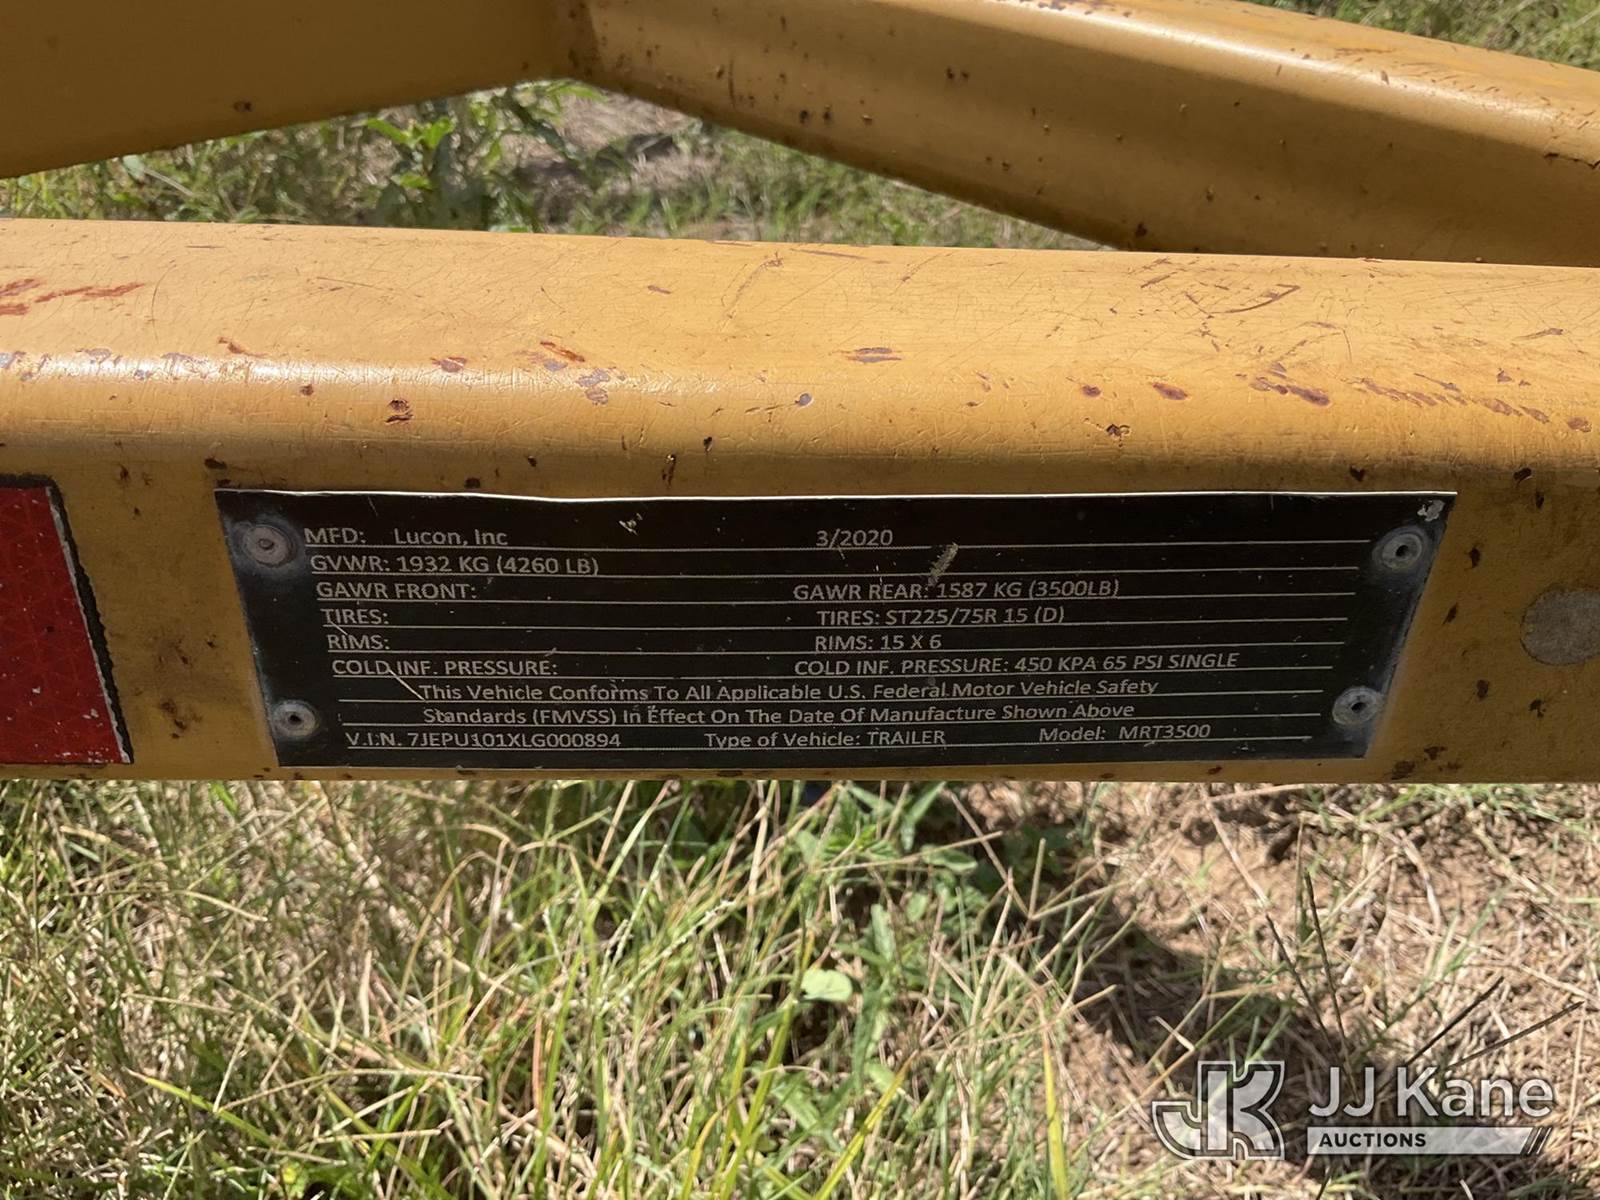 MFD: Lucon, Inc 3/2020
GVWR: 1932 KG (4260 LB)
GAWR FRONT: GAWR REAR: 1587 KG (3500LB)
TIRES: TIRES: ST225/75R 15 (D)
RIMS: RIMS: 15 X 6
COLD INF. PRESSURE: COLD INF. PRESSURE: 450 KPA 65 PSI SINGLE
This Vehicle Conforms To All Applicable U.S. Federal Motor Vehicle Safety
Standards (FMVSS) In Effect On The Date Of Manufacture Shown Above
V.I.N. 7JEPU101XLG000894 Type of Vehicle: TRAILER Model: MRT3500
JK JJ Kane
AUCTIONS